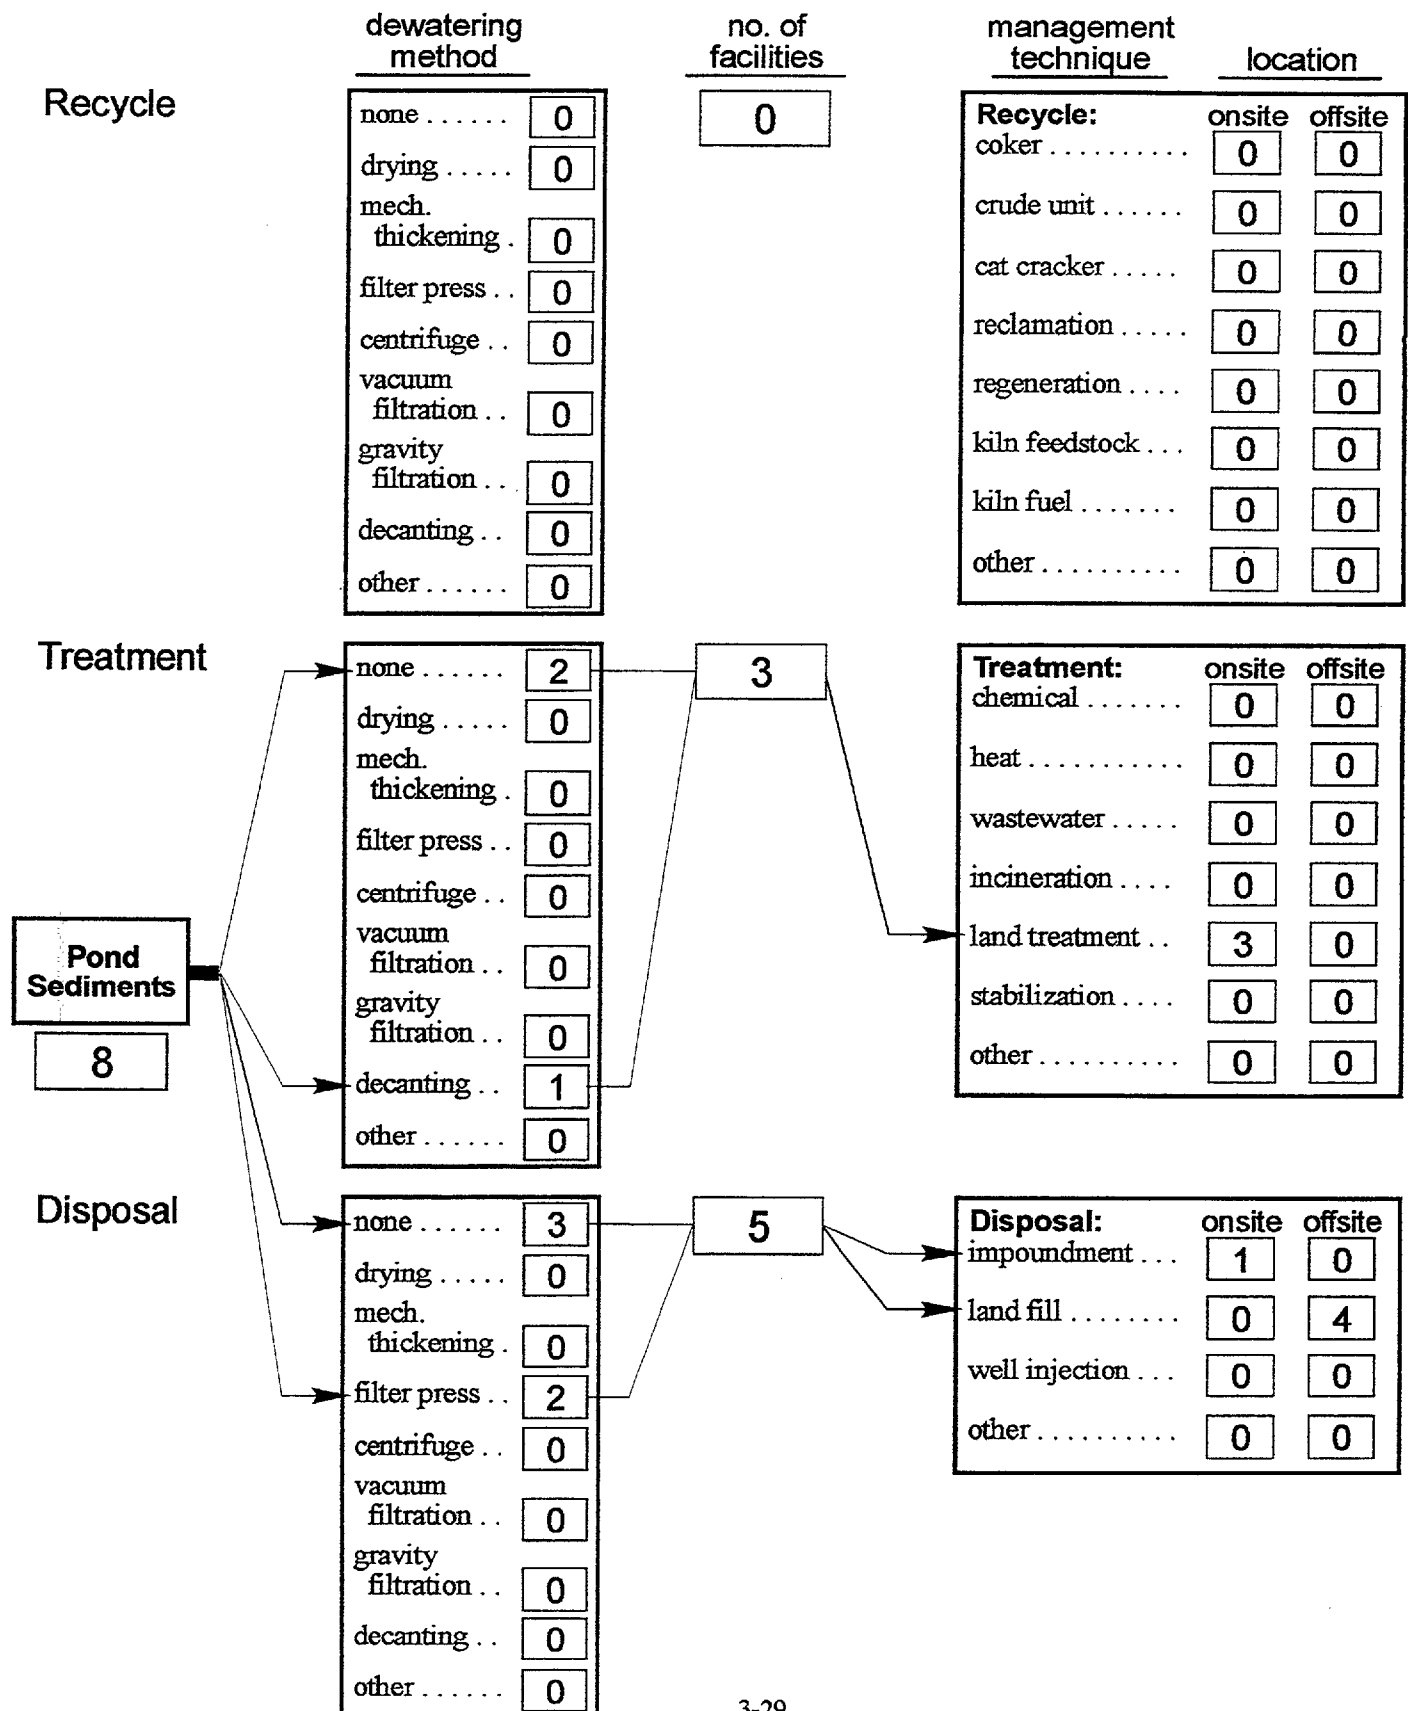 dewatering
method
no. of
facilities
management
technique
location
Recycle
none . . . . . . 0
drying . . . . . 0
mech.
thickening . 0
filter press . . 0
centrifuge . . 0
vacuum
filtration . . 0
gravity
filtration . . 0
decanting . . 0
other . . . . . . 0
0
Recycle: onsite offsite
coker . . . . . . . . . . 0 0
crude unit . . . . . . 0 0
cat cracker . . . . . 0 0
reclamation . . . . . 0 0
regeneration . . . . 0 0
kiln feedstock . . . 0 0
kiln fuel . . . . . . . 0 0
other . . . . . . . . . . 0 0
Treatment
none . . . . . . 2
drying . . . . . 0
mech.
thickening . 0
filter press . . 0
centrifuge . . 0
vacuum
filtration . . 0
gravity
filtration . . 0
decanting . . 1
other . . . . . . 0
3
Treatment: onsite offsite
chemical . . . . . . . 0 0
heat . . . . . . . . . . . 0 0
wastewater . . . . . 0 0
incineration . . . . 0 0
land treatment . . 3 0
stabilization . . . . 0 0
other . . . . . . . . . . 0 0
Pond
Sediments
8
Disposal
none . . . . . . 3
drying . . . . . 0
mech.
thickening . 0
filter press . . 2
centrifuge . . 0
vacuum
filtration . . 0
gravity
filtration . . 0
decanting . . 0
other . . . . . . 0
5
Disposal: onsite offsite
impoundment . . . 1 0
land fill . . . . . . . . 0 4
well injection . . . 0 0
other . . . . . . . . . . 0 0
3-29